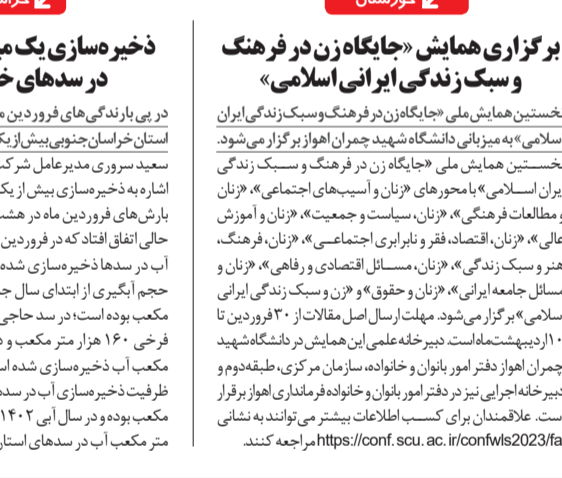 خوزستان
برگزاری همایش «جایگاه زن در فرهنگ
و سبک زندگی ایرانی اسلامی»
نخستین همایش ملی «جایگاه زن در فرهنگ و سبک زندگی ایران
اسلامی» به میزبانی دانشگاه شهید چمران اهواز برگزار می‌شود.
نخستین همایش ملی «جایگاه زن در فرهنگ و سبک زندگی
ایران اسلامی» با محورهای «زنان و آسیب‌های اجتماعی»، «زنان
و مطالعات فرهنگی»، «زنان، سیاست و جمعیت»، «زنان و آموزش
عالی»، «زنان، اقتصاد، فقر و نابرابری اجتماعی»، «زنان، فرهنگ،
هنر و سبک زندگی»، «زنان، مسائل اقتصادی و رفاهی»، «زنان و
مسائل جامعه ایرانی»، «زنان و حقوق» و «زن و سبک زندگی ایرانی
اسلامی» برگزار می‌شود. مهلت ارسال اصل مقالات از ۳۰ فروردین تا
۱۰ اردیبهشت‌ماه است. دبیرخانه علمی این همایش در دانشگاه شهید
چمران اهواز دفتر امور بانوان و خانواده، سازمان مرکزی، طبقه دوم و
دبیرخانه اجرایی نیز در دفتر امور بانوان و خانواده فرمانداری اهواز برقرار
است. علاقمندان برای کسب اطلاعات بیشتر می‌توانند به نشانی
https://conf.scu.ac.ir/confwls2023/fa مراجعه کنند.
ذخیره‌سازی یک
در سدهای
در پی بارندگی‌های فروردین
استان خراسان جنوبی بیش از
سعید سروری مدیرعامل
اشاره به ذخیره‌سازی بیش از
بارش‌های فروردین ماه در
حالی اتفاق افتاد که در فروردین
آب در سدها ذخیره‌سازی شده
حجم آبگیری از ابتدای سال
مکعب بوده است؛ در سد حاجی
فرخی ۱۶۰ هزار متر مکعب و
مکعب آب ذخیره‌سازی شده
ظرفیت ذخیره‌سازی آب در
مکعب بوده و در سال آبی ۱۴۰۲
متر مکعب آب در سدهای